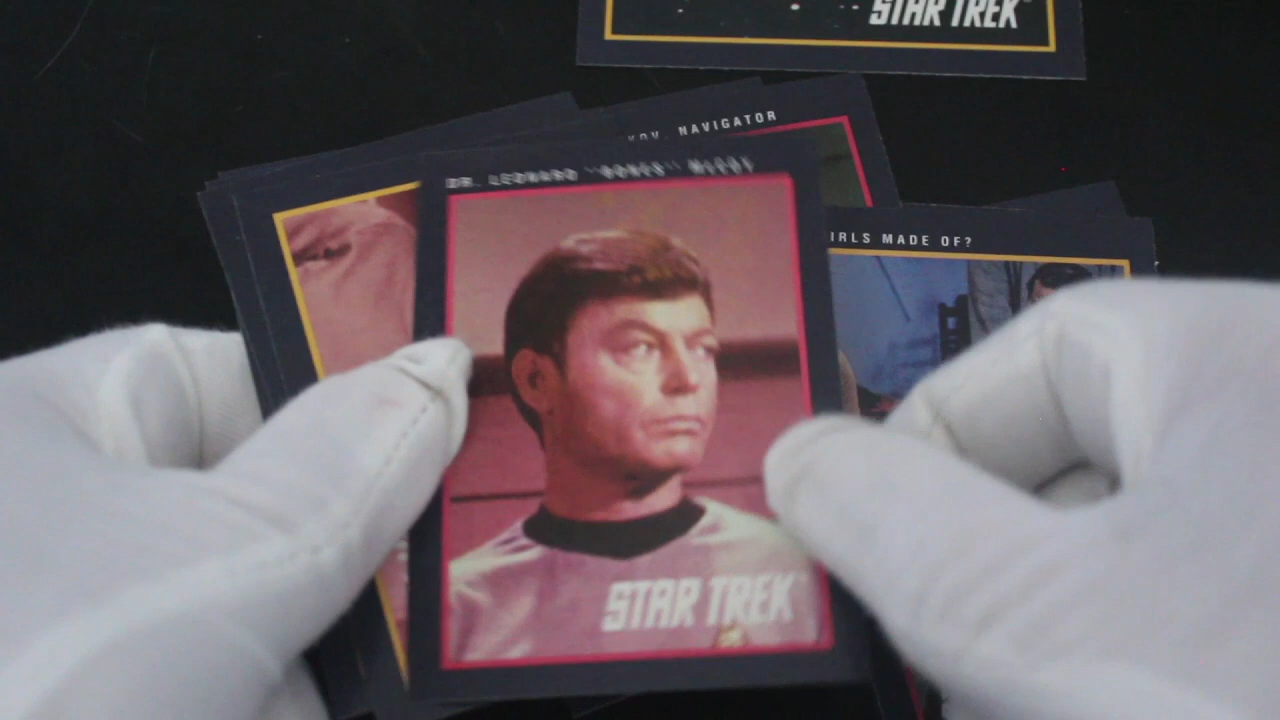 STAR TREK
NAVIGATOR
DR. LEONARD "BONES" McCOY
IRLS MADE OF?
STAR TREK